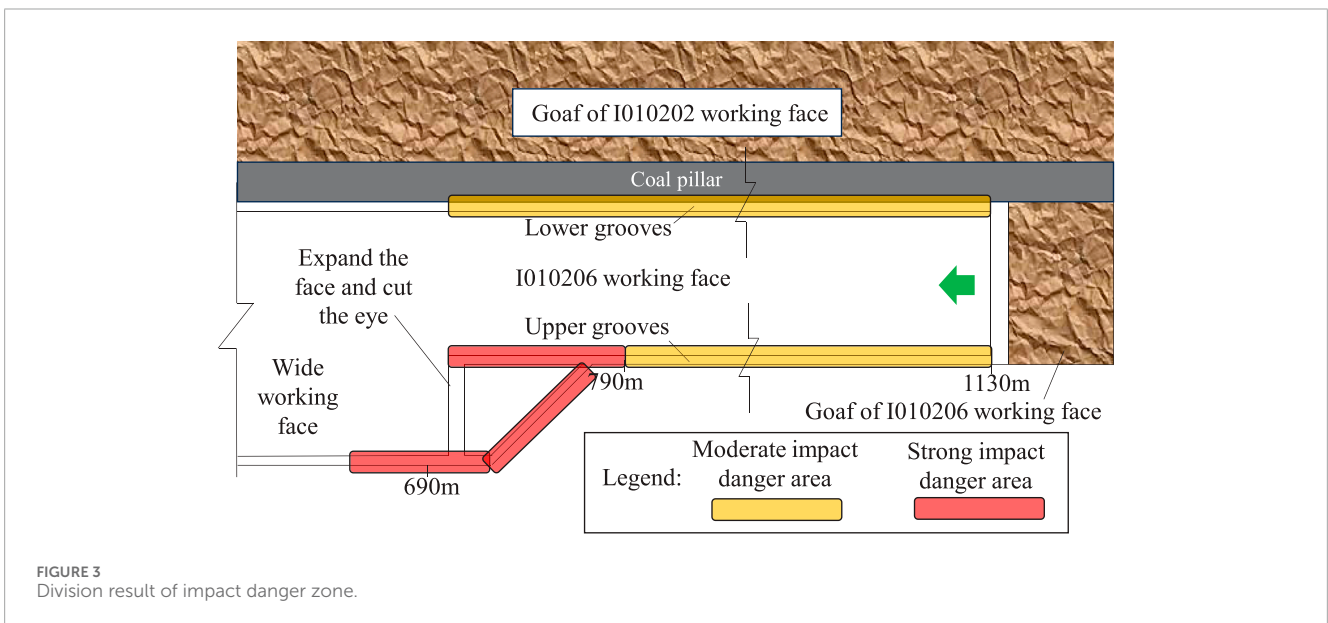 Goaf of I010202 working face
Coal pillar
Lower grooves
Expand the
face and cut
the eye
I010206 working face
Upper grooves
Wide
working
face
790m
1130m
Goaf of I010206 working face
690m
Legend:
Moderate impact
danger area
Strong impact
danger area
FIGURE 3
Division result of impact danger zone.